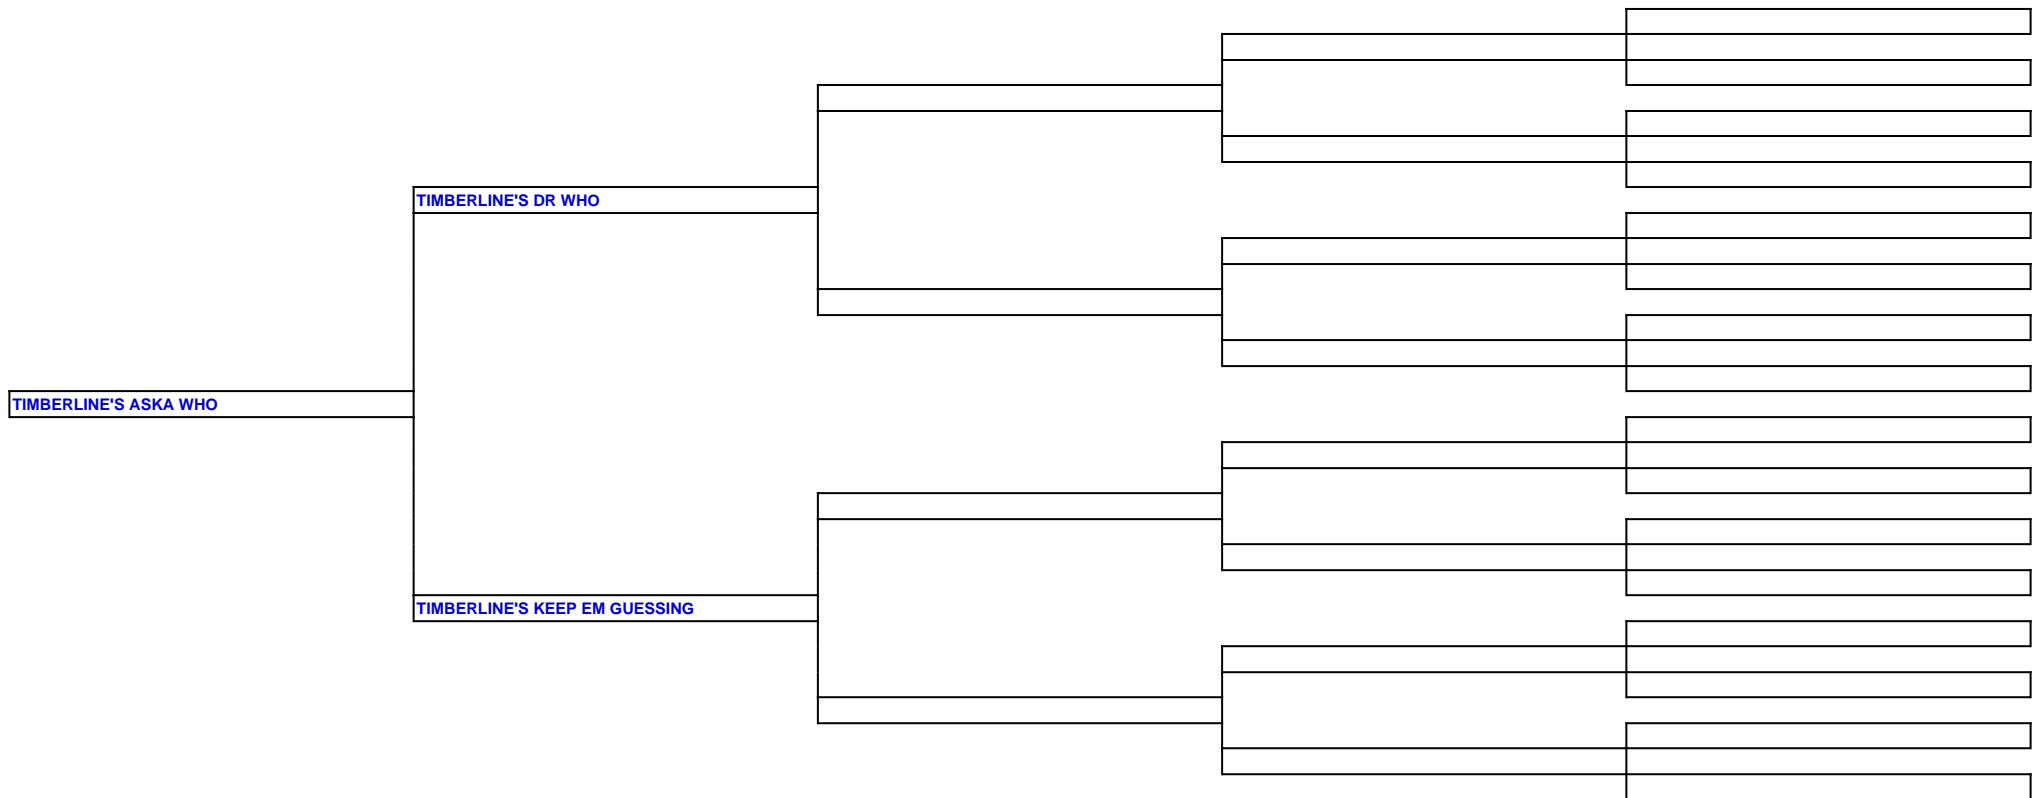 TIMBERLINE'S DR WHO
TIMBERLINE'S ASKA WHO
TIMBERLINE'S KEEP EM GUESSING